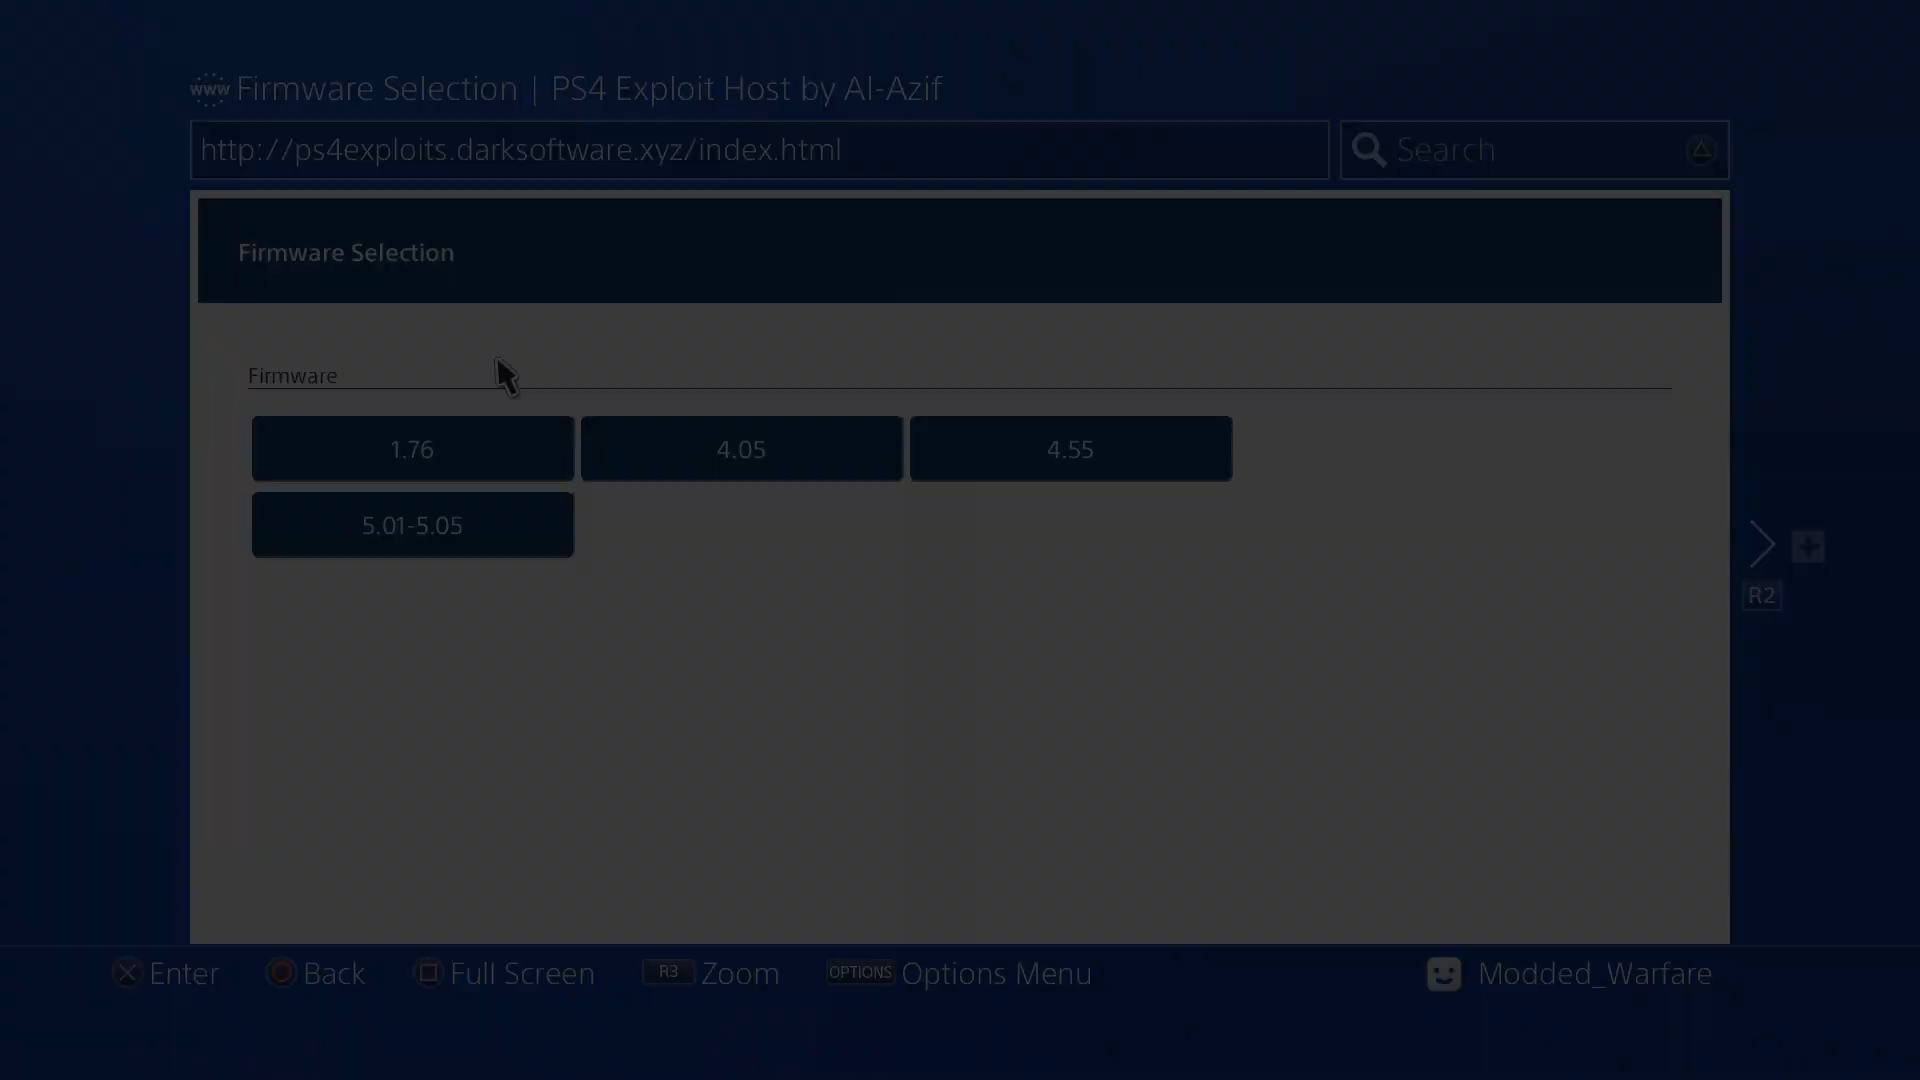 www Firmware Selection | PS4 Exploit Host by Al-Azif
http://ps4exploits.darksoftware.xyz/index.html
Search
Firmware Selection
Firmware
1.76 4.05 4.55
5.01-5.05
R2
Enter Back Full Screen R3 Zoom OPTIONS Options Menu Modded_Warfare